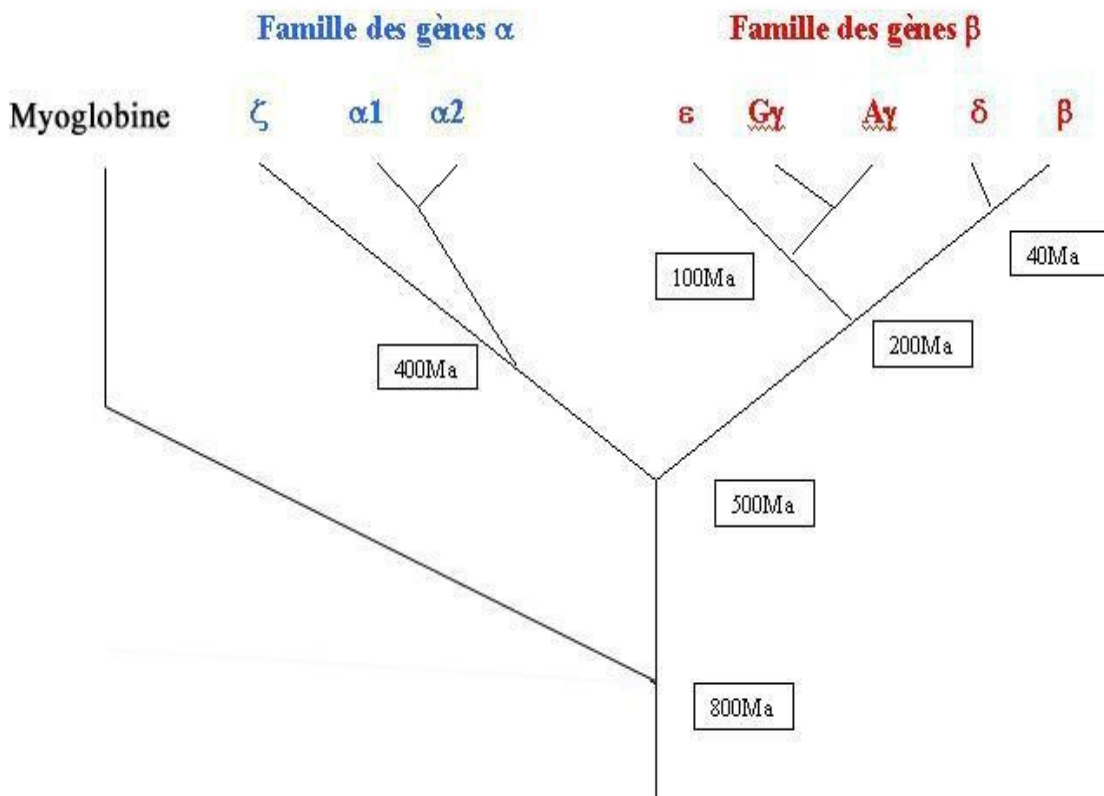 Famille des gènes α Famille des gènes β
Myoglobine ζ α1 α2 ε Gγ Aγ δ β
40Ma
100Ma
200Ma
400Ma
500Ma
800Ma